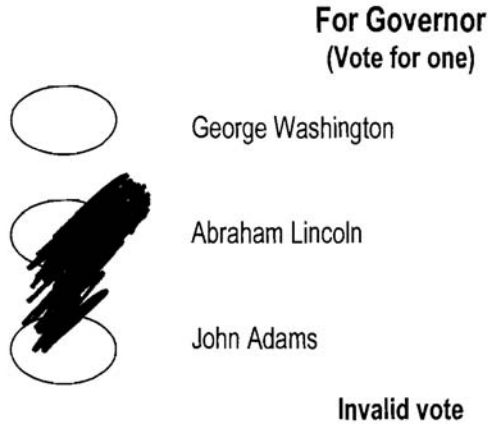 For Governor
(Vote for one)
George Washington
Abraham Lincoln
John Adams
Invalid vote